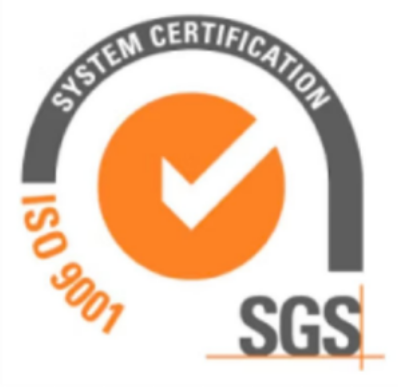 SYSTEM CERTIFICATION
ISO 9001
SGS